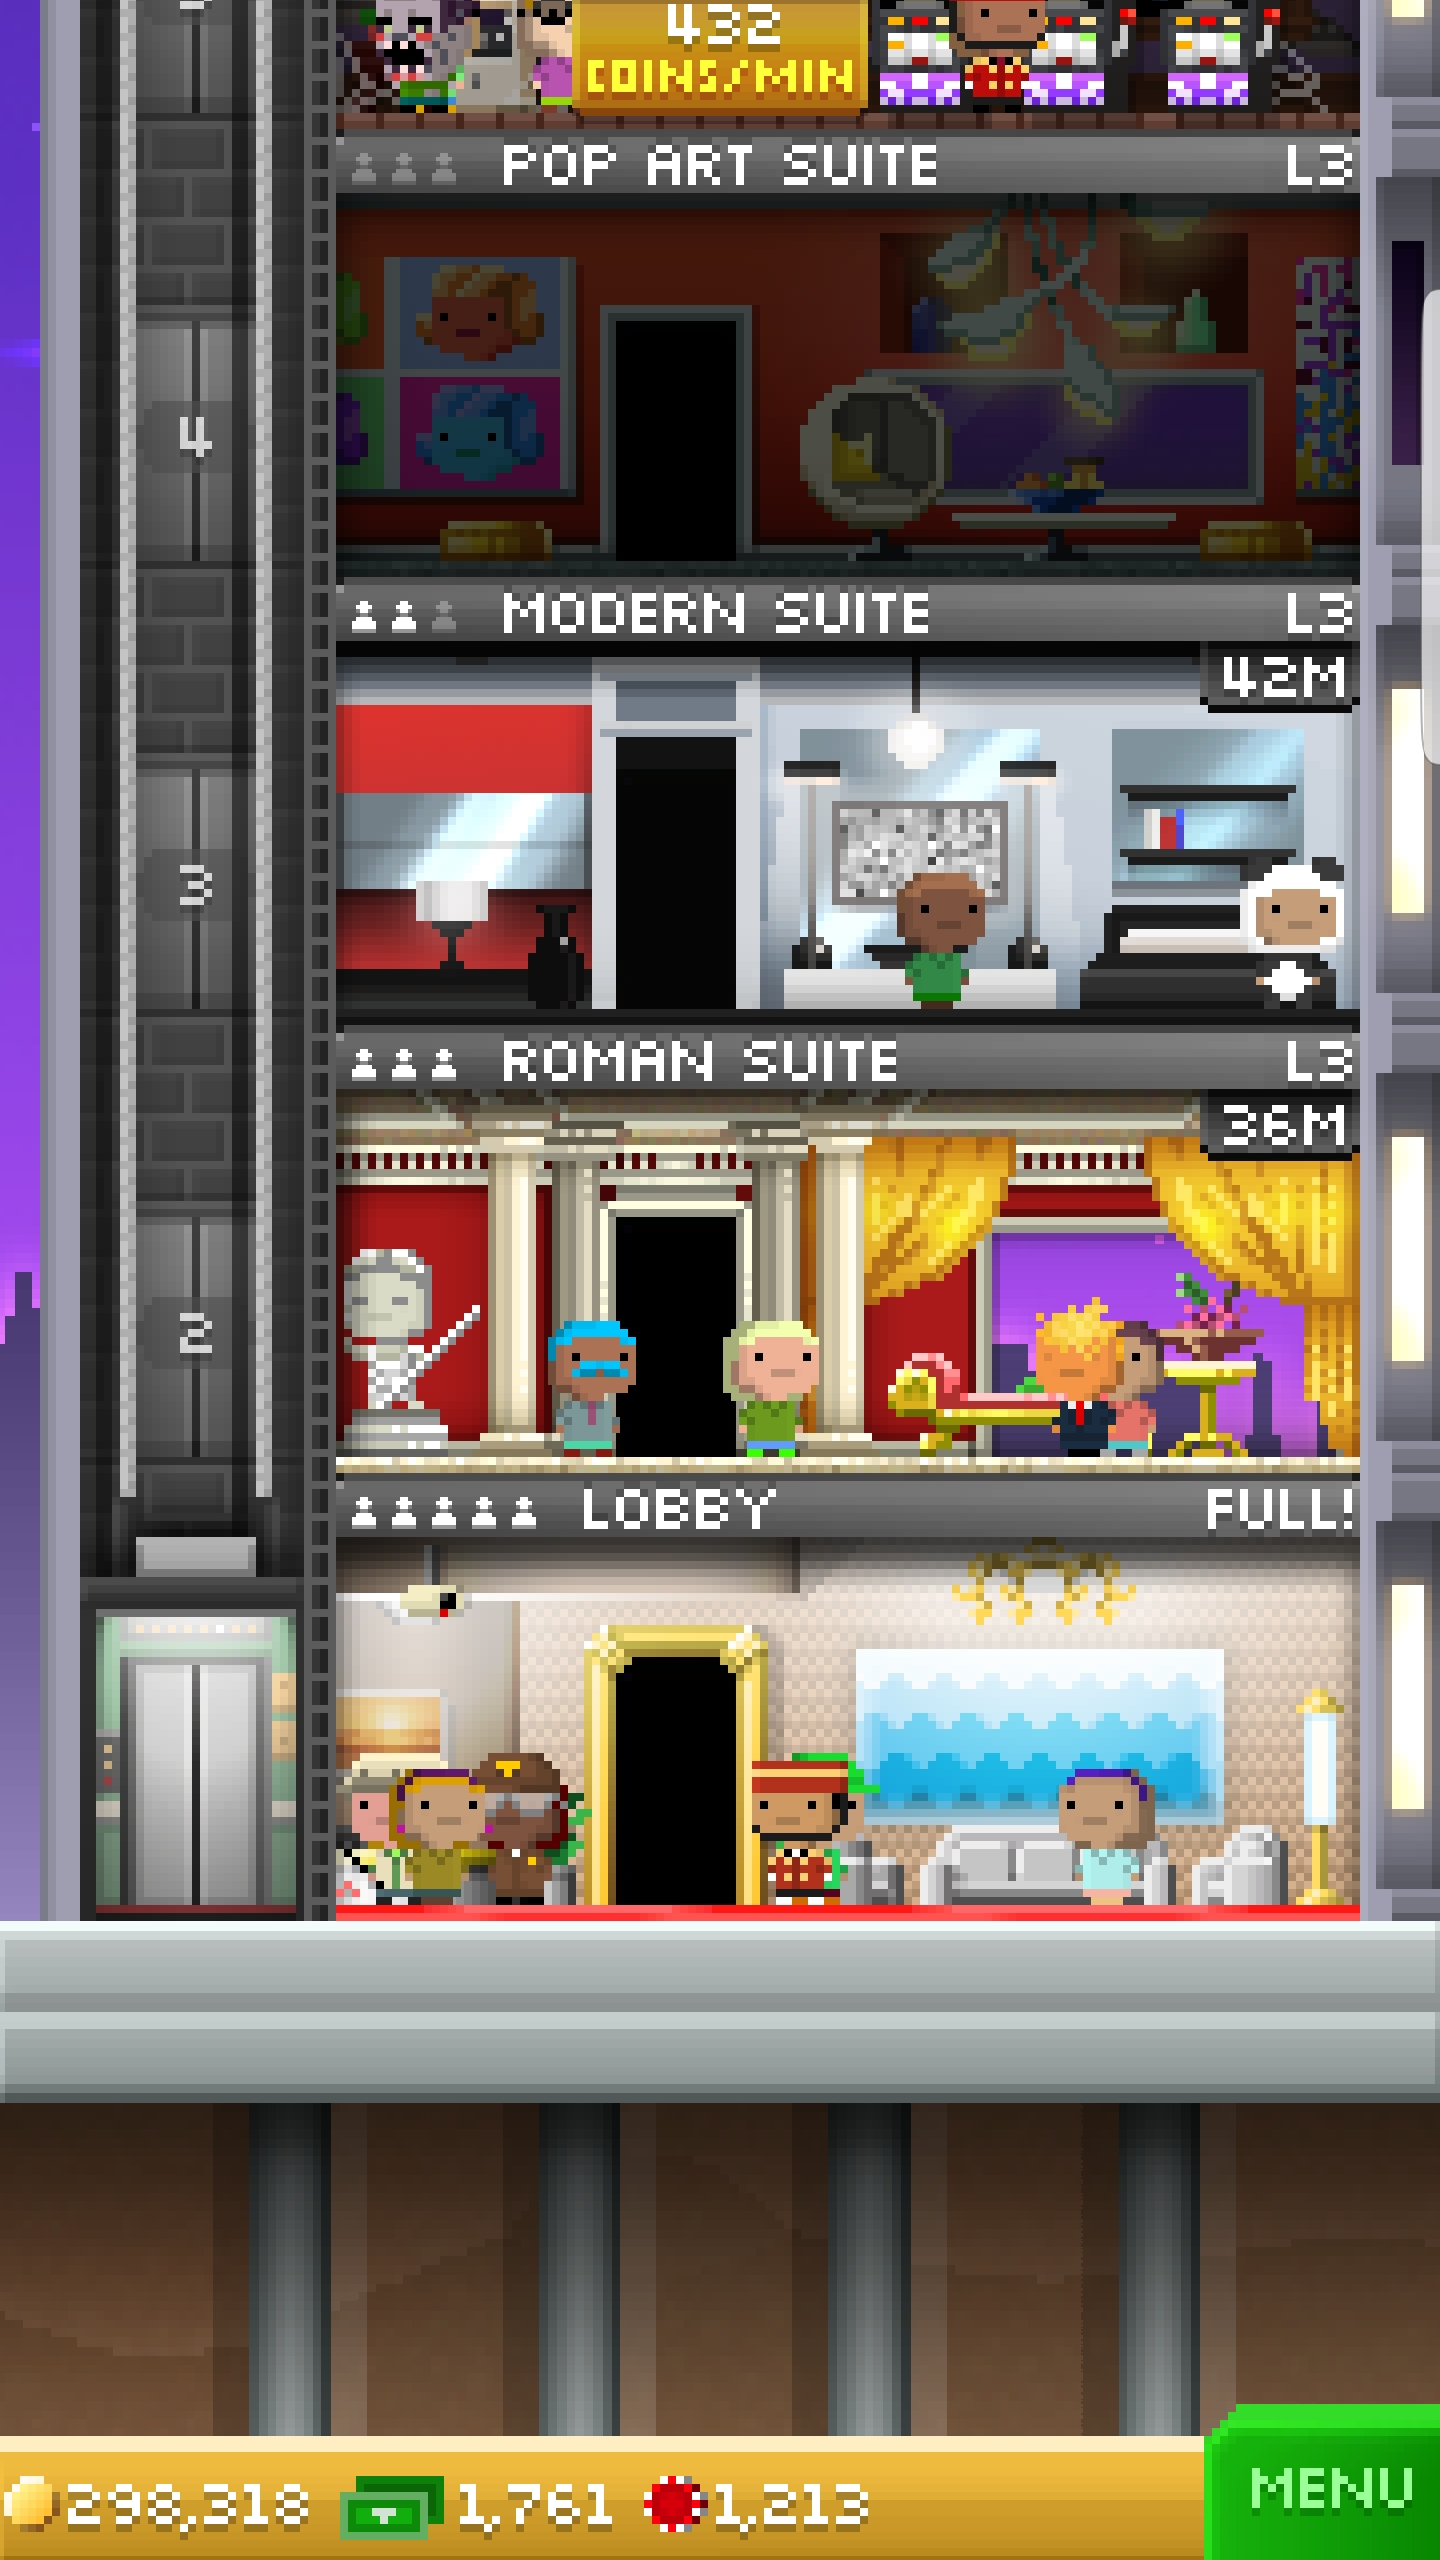 432
COINS/MIN
POP ART SUITE L3
4
MODERN SUITE L3
42M
3
ROMAN SUITE L3
36M
2
LOBBY FULL!
298,318 1,761 1,213 MENU